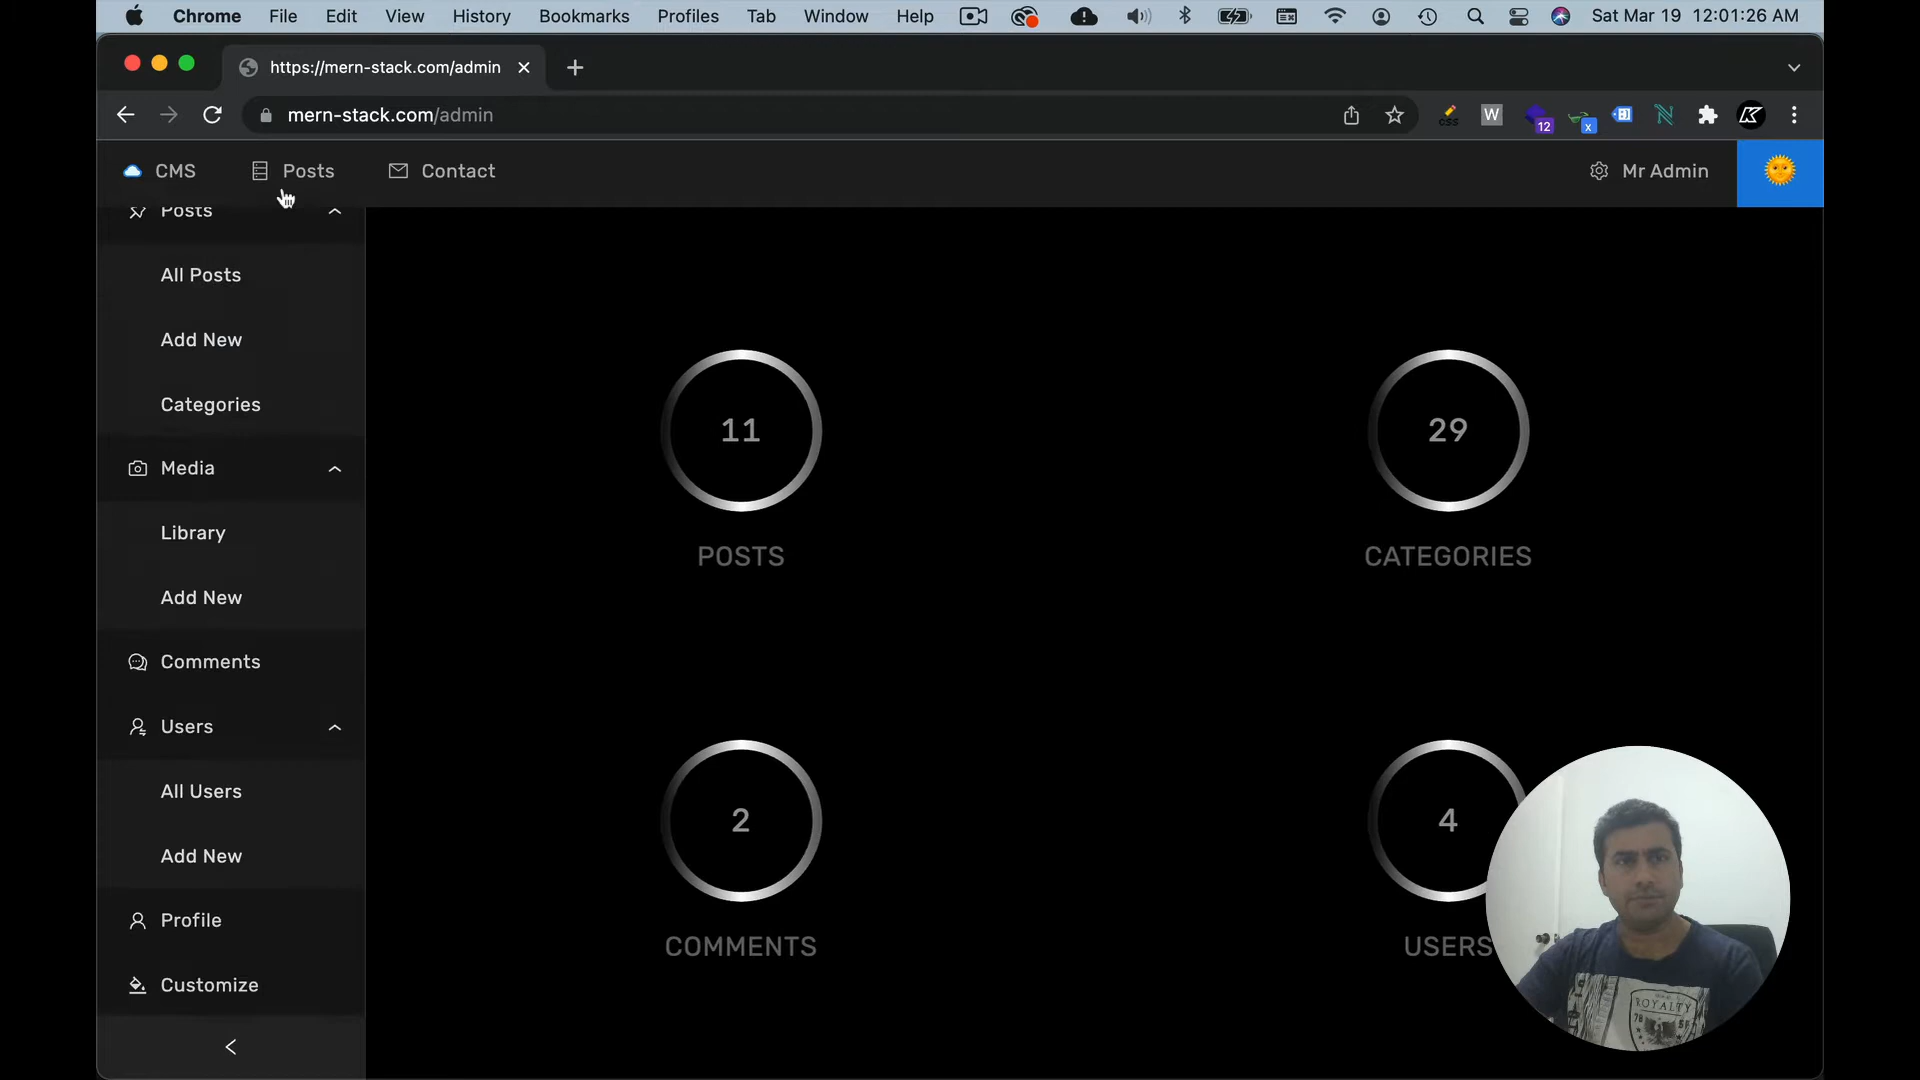 Chrome File Edit View History Bookmarks Profiles Tab Window Help Sat Mar 19 12:01:26 AM
https://mern-stack.com/admin
mern-stack.com/admin
css W 12 x
CMS Posts Contact Mr Admin
Posts
All Posts
Add New
Categories
Media
Library
Add New
Comments
Users
All Users
Add New
Profile
Customize
11
POSTS
29
CATEGORIES
2
COMMENTS
4
USERS
ROYALTY